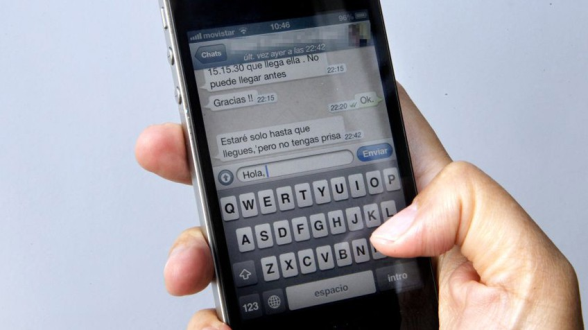 movistar 10:46
Chats
últ. vez ayer a las 22:42
15.15.30 que llega ella . No
puede llegar antes 22:15
Gracias !! 22:15
22:20 Ok,
Estaré solo hasta que
llegues, pero no tengas prisa 22:42
Hola, Enviar
Q W E R T Y U I O P
A S D F G H J K L
Z X C V B N
123 espacio intro